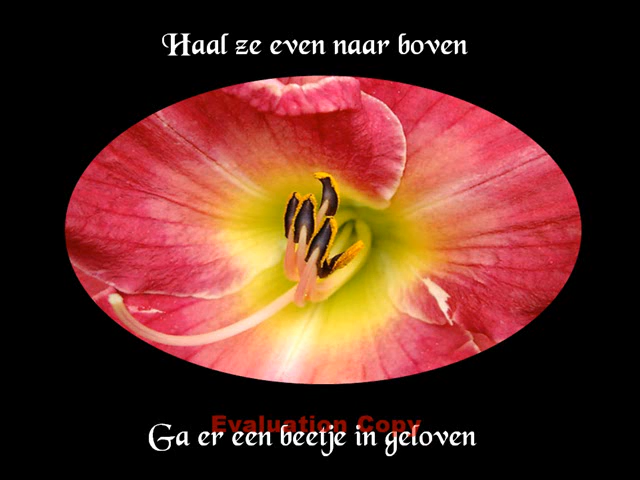 Haal ze even naar boven
Evaluation Copy
Ga er een beetje in geloven